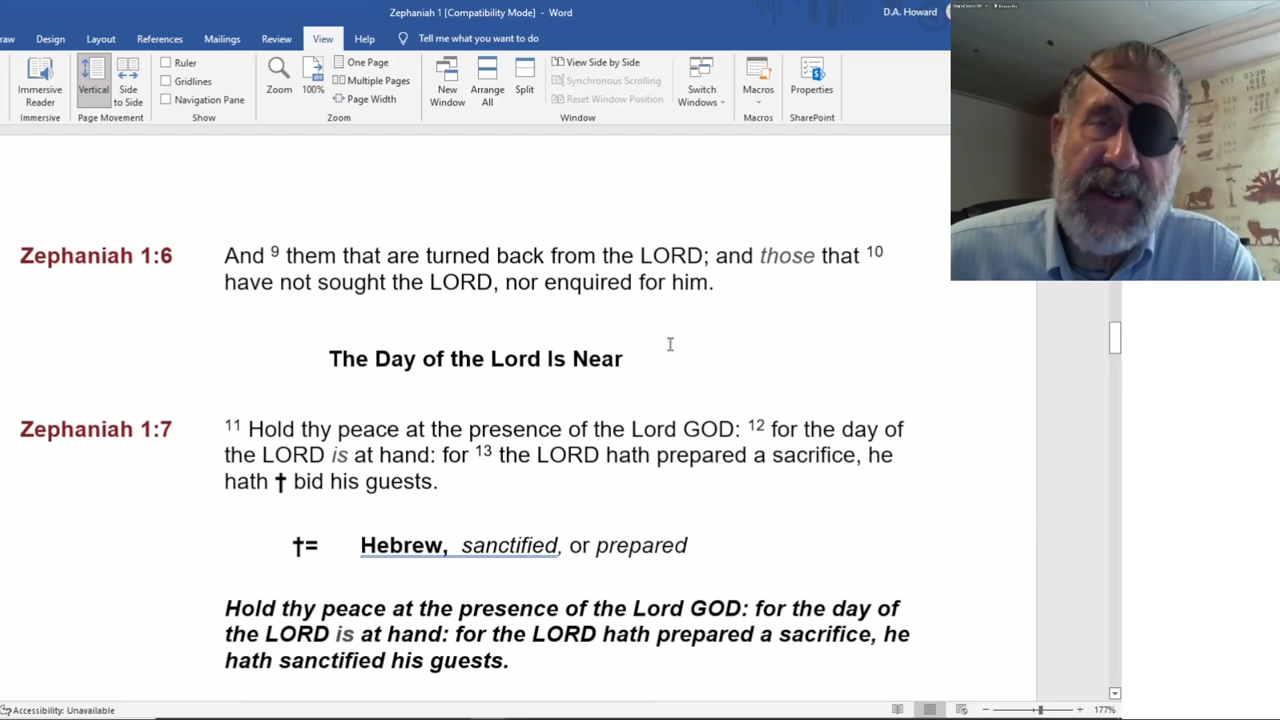 Zephaniah 1 [Compatibility Mode] - Word
D.A. Howard
raw Design Layout References Mailings Review View Help Tell me what you want to do
Immersive Reader
Immersive
Vertical
Side to Side
Page Movement
Ruler
Gridlines
Navigation Pane
Show
Zoom
100%
One Page
Multiple Pages
Page Width
Zoom
New Window
Arrange All
Split
View Side by Side
Synchronous Scrolling
Reset Window Position
Window
Switch Windows
Macros
Macros
Properties
SharePoint
Zephaniah 1:6 And 9 them that are turned back from the LORD; and those that 10
have not sought the LORD, nor enquired for him.
The Day of the Lord Is Near
Zephaniah 1:7 11 Hold thy peace at the presence of the Lord GOD: 12 for the day of
the LORD is at hand: for 13 the LORD hath prepared a sacrifice, he
hath † bid his guests.
†= Hebrew, sanctified, or prepared
Hold thy peace at the presence of the Lord GOD: for the day of
the LORD is at hand: for the LORD hath prepared a sacrifice, he
hath sanctified his guests.
Accessibility: Unavailable
177%